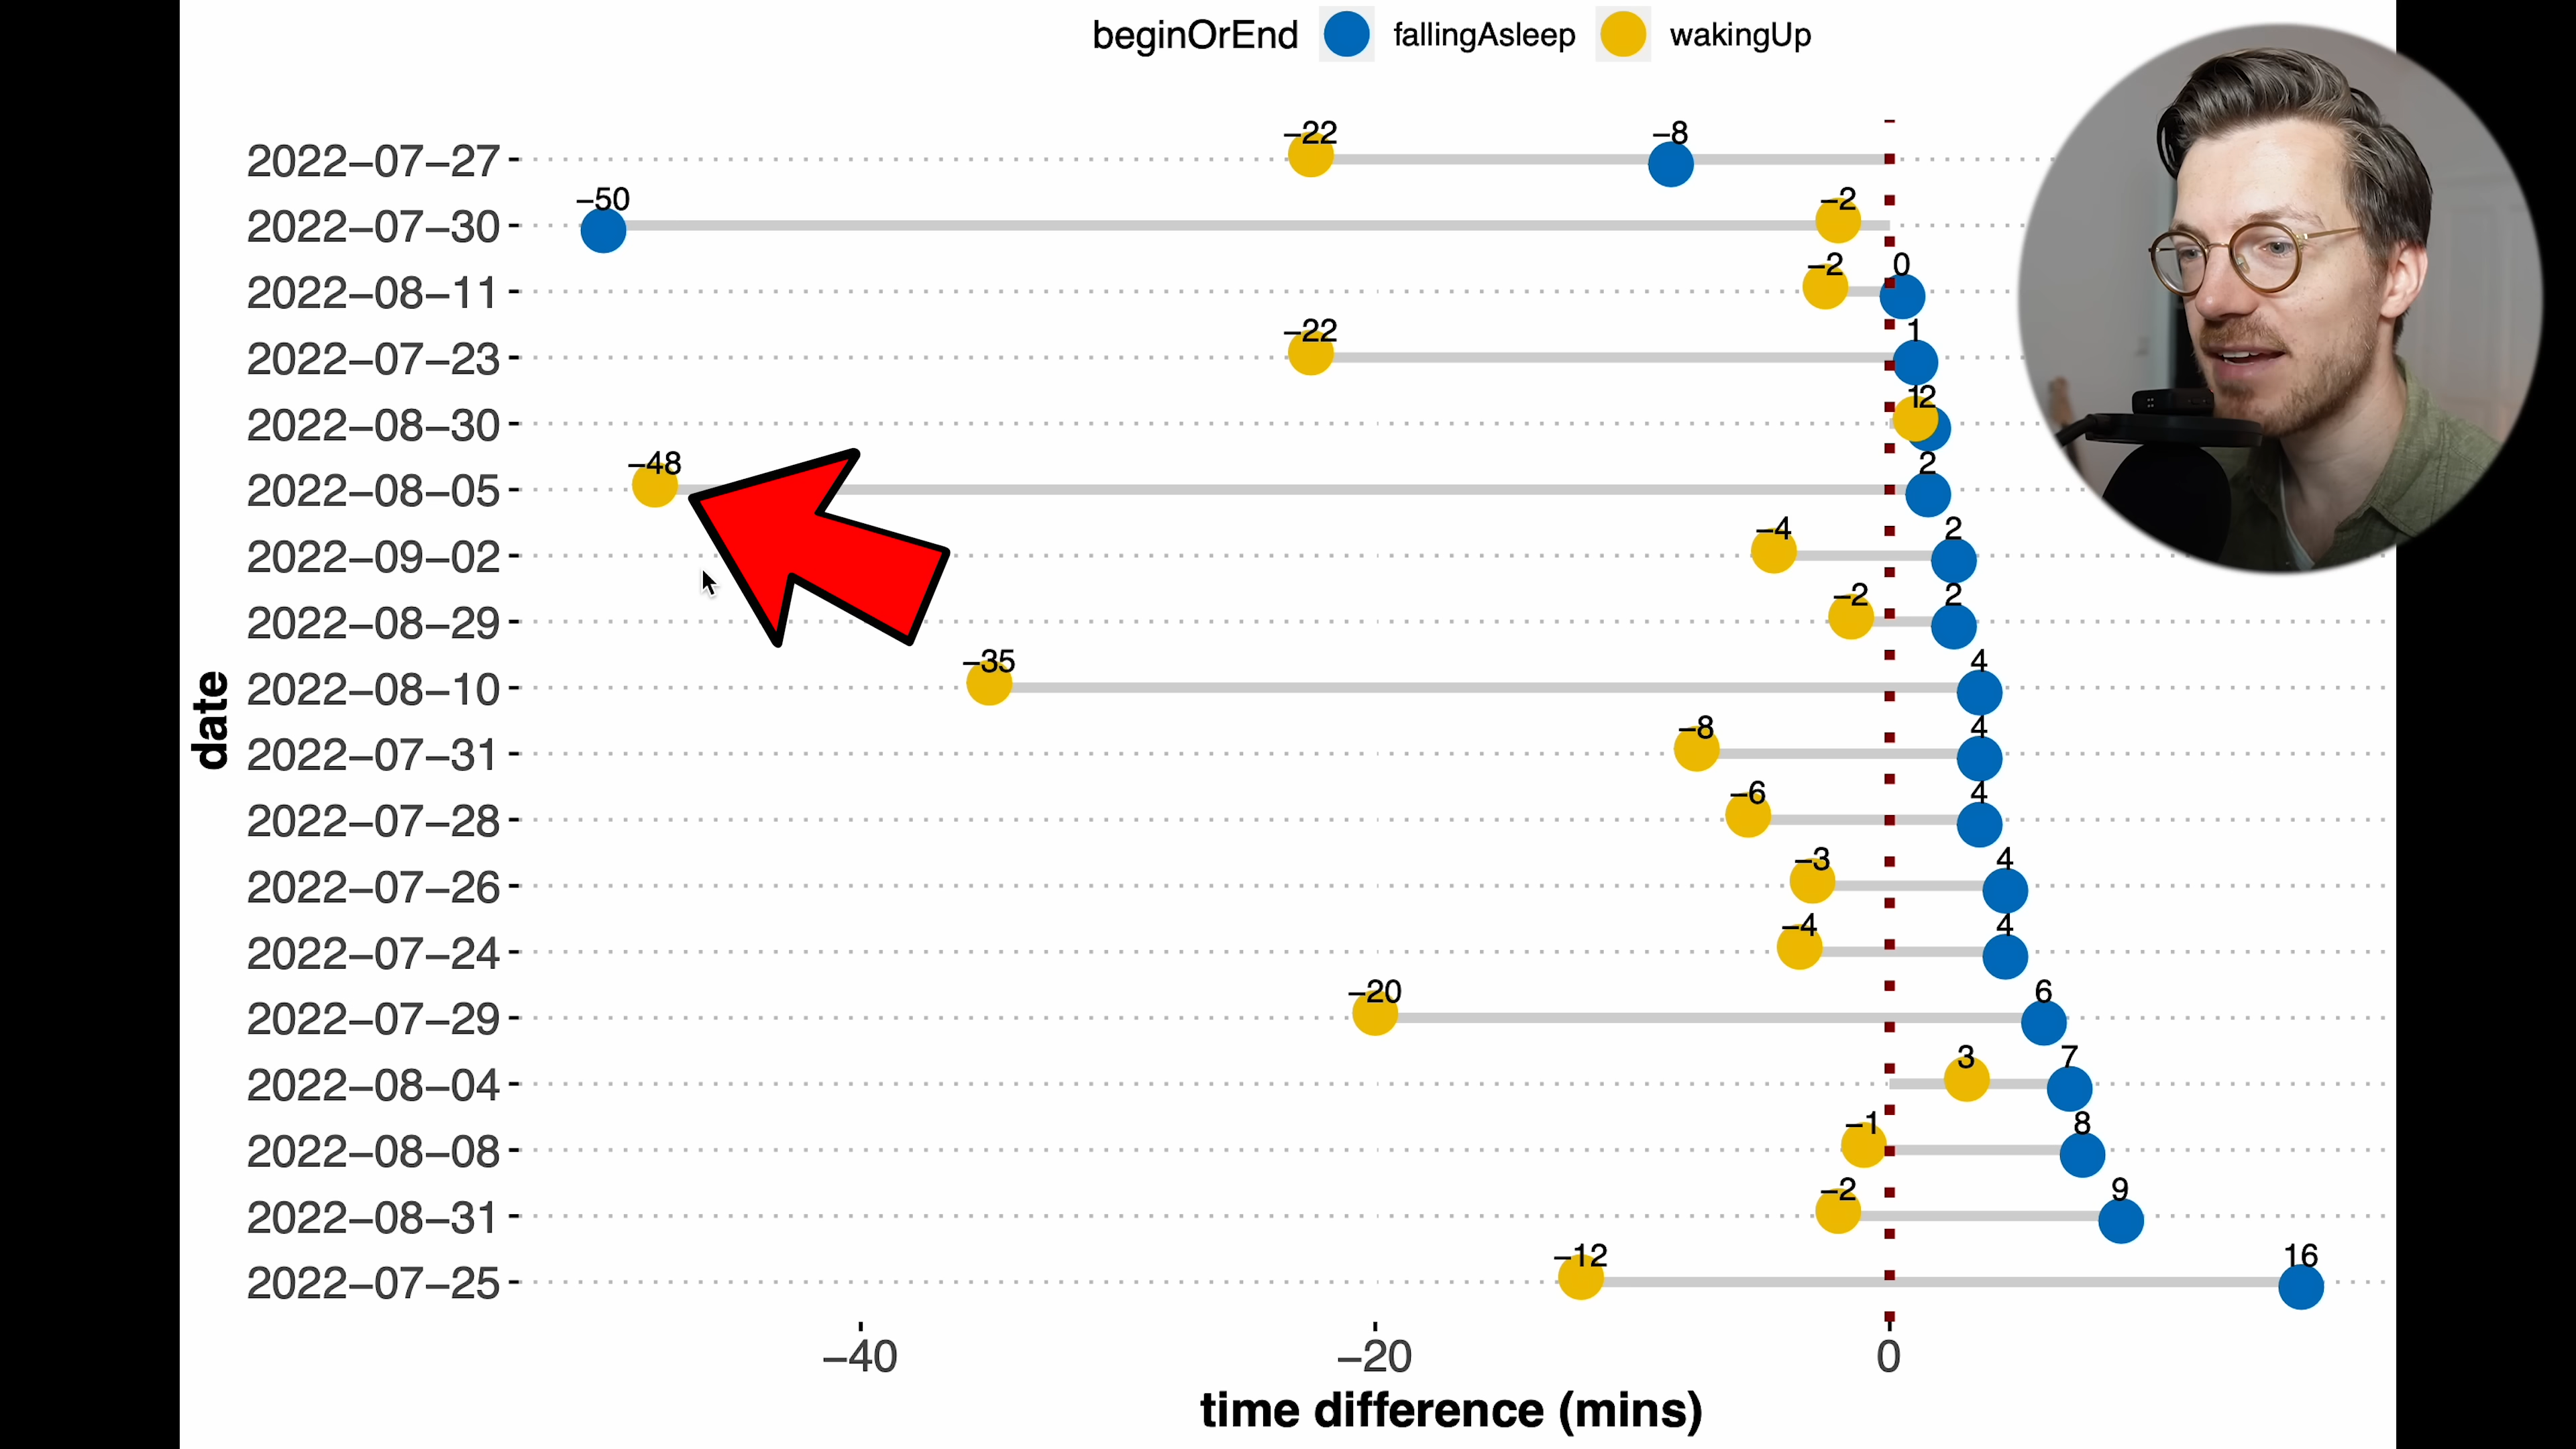 beginOrEnd fallingAsleep wakingUp
2022–07–27 –22 –8
2022–07–30 –50 –2
2022–08–11 –2 0
2022–07–23 –22 1
2022–08–30 1 2
2022–08–05 –48 2
2022–09–02 –4 2
2022–08–29 –2 2
2022–08–10 –35 4
2022–07–31 –8 4
2022–07–28 –6 4
2022–07–26 –3 4
2022–07–24 –4 4
2022–07–29 –20 6
2022–08–04 3 7
2022–08–08 –1 8
2022–08–31 –2 9
2022–07–25 –12 16
date
–40 –20 0
time difference (mins)